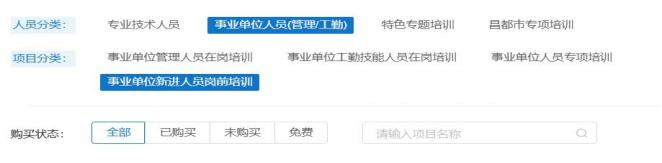 人员分类： 专业技术人员 事业单位人员(管理/工勤) 特色专题培训 昌都市专项培训
项目分类： 事业单位管理人员在岗培训 事业单位工勤技能人员在岗培训 事业单位人员专项培训
事业单位新进人员岗前培训
购买状态： 全部 已购买 未购买 免费 请输入项目名称